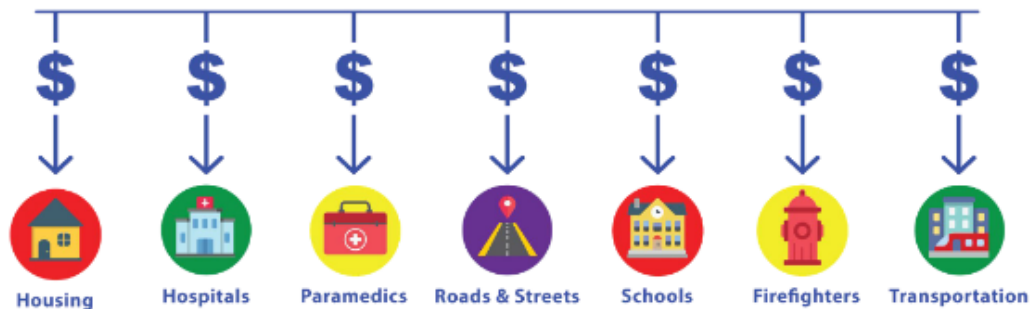 $ $ $ $ $ $ $
Housing Hospitals Paramedics Roads & Streets Schools Firefighters Transportation